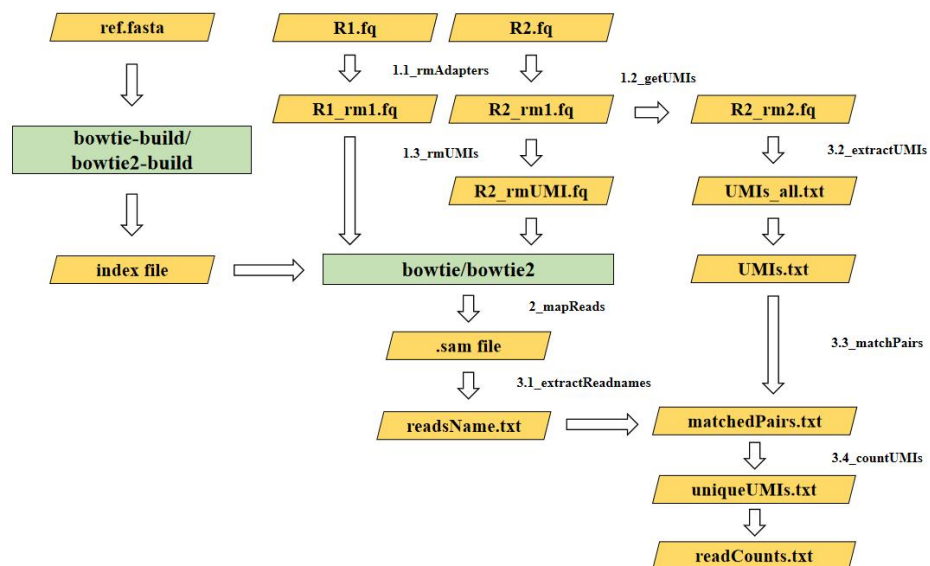 ref.fasta
R1.fq
R2.fq
1.1_rmAdapters
1.2_getUMIs
R1_rm1.fq
R2_rm1.fq
R2_rm2.fq
bowtie-build/
bowtie2-build
1.3_rmUMIs
3.2_extractUMIs
R2_rmUMI.fq
UMIs_all.txt
index file
bowtie/bowtie2
UMIs.txt
2_mapReads
.sam file
3.3_matchPairs
3.1_extractReadnames
readsName.txt
matchedPairs.txt
3.4_countUMIs
uniqueUMIs.txt
readCounts.txt